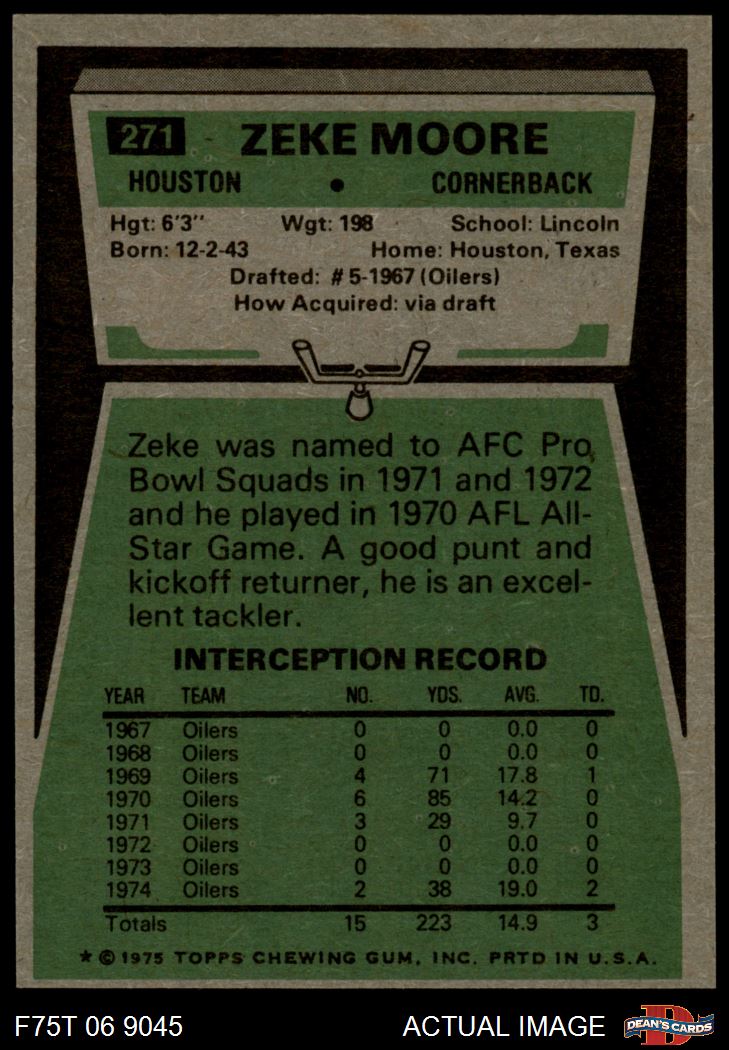 271 ZEKE MOORE
HOUSTON • CORNERBACK
Hgt: 6'3" Wgt: 198 School: Lincoln
Born: 12-2-43 Home: Houston, Texas
Drafted: #5-1967 (Oilers)
How Acquired: via draft
Zeke was named to AFC Pro
Bowl Squads in 1971 and 1972
and he played in 1970 AFL All-
Star Game. A good punt and
kickoff returner, he is an excel-
lent tackler.
INTERCEPTION RECORD
YEAR TEAM NO. YDS. AVG. TD.
1967 Oilers 0 0 0.0 0
1968 Oilers 0 0 0.0 0
1969 Oilers 4 71 17.8 1
1970 Oilers 6 85 14.2 0
1971 Oilers 3 29 9.7 0
1972 Oilers 0 0 0.0 0
1973 Oilers 0 0 0.0 0
1974 Oilers 2 38 19.0 2
Totals 15 223 14.9 3
★ © 1975 TOPPS CHEWING GUM, INC. PRTD IN U.S.A.
F75T 06 9045 ACTUAL IMAGE D DEAN'S CARDS